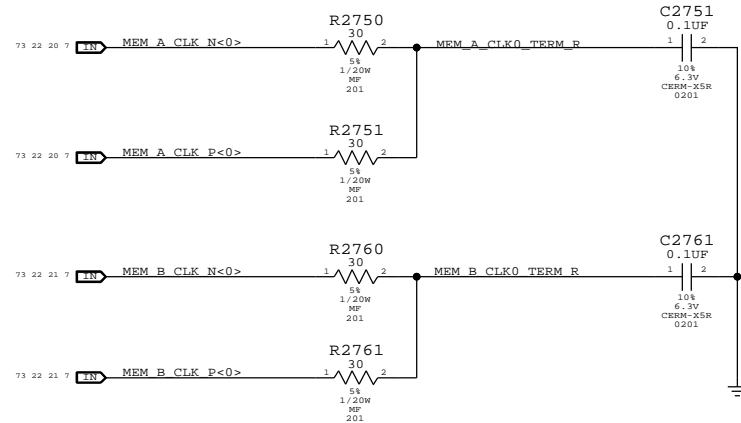 C2751
0.1UF
1 2
10%
6.3V
CERM-X5R
0201
R2750
30
1 2
5%
1/20W
MF
201
73 22 20 7 IN MEM_A_CLK_N<0>
MEM_A_CLK0_TERM_R
R2751
30
1 2
5%
1/20W
MF
201
73 22 20 7 IN MEM_A_CLK_P<0>
C2761
0.1UF
1 2
10%
6.3V
CERM-X5R
0201
R2760
30
1 2
5%
1/20W
MF
201
73 22 21 7 IN MEM_B_CLK_N<0>
MEM_B_CLK0_TERM_R
R2761
30
1 2
5%
1/20W
MF
201
73 22 21 7 IN MEM_B_CLK_P<0>